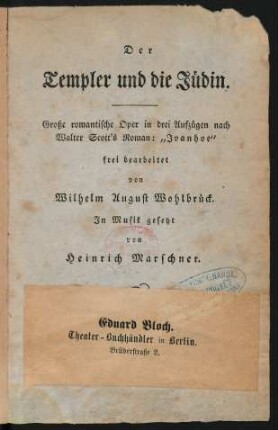 Der
Templer und die Jüdin.
Große romantische Oper in drei Aufzügen nach
Walter Scott's Roman: „Ivanhoe"
frei bearbeitet
von
Wilhelm August Wohlbrück.
In Musik gesetzt
von
Heinrich Marschner.
Eduard Bloch.
Theater-Buchhändler in Berlin.
Brüderstraße 2.